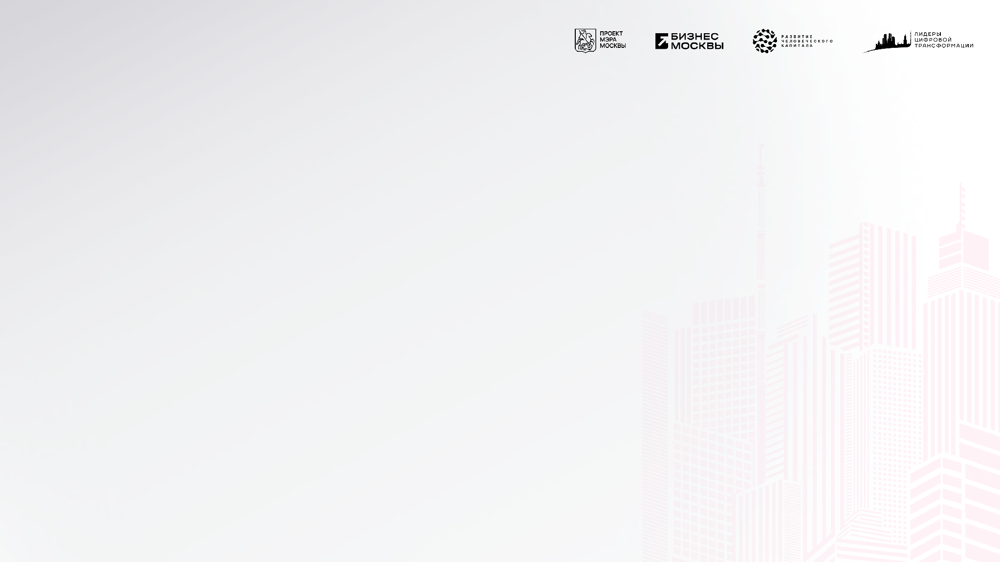 ПРОЕКТ
МЭРА
МОСКВЫ
БИЗНЕС
МОСКВЫ
РАЗВИТИЕ
ЧЕЛОВЕЧЕСКОГО
КАПИТАЛА
ЛИДЕРЫ
ЦИФРОВОЙ
ТРАНСФОРМАЦИИ